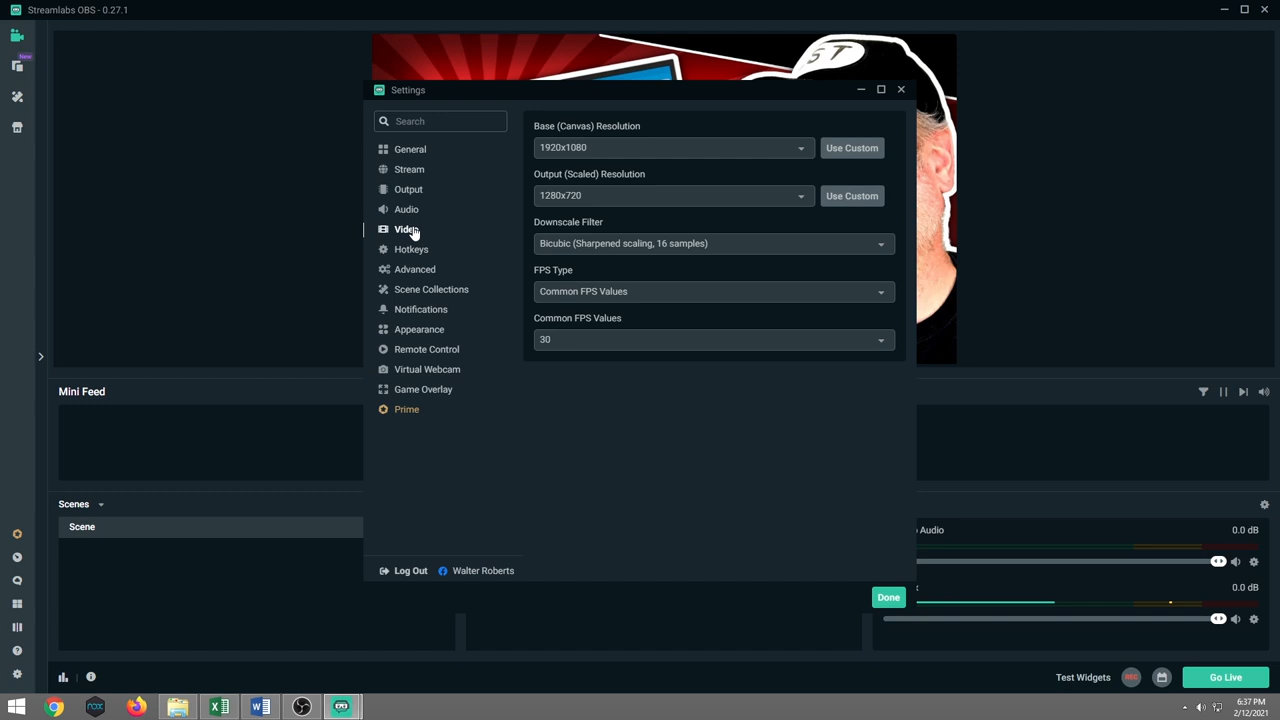 Streamlabs OBS - 0.27.1
ST
New
Settings
Search
General
Stream
Output
Audio
Video
Hotkeys
Advanced
Scene Collections
Notifications
Appearance
Remote Control
Virtual Webcam
Game Overlay
Prime
Log Out
Walter Roberts
Base (Canvas) Resolution
1920x1080
Use Custom
Output (Scaled) Resolution
1280x720
Use Custom
Downscale Filter
Bicubic (Sharpened scaling, 16 samples)
FPS Type
Common FPS Values
Common FPS Values
30
Done
Mini Feed
Scenes
Scene
Audio
0.0 dB
0.0 dB
Test Widgets
REC
Go Live
nox
6:37 PM
2/12/2021